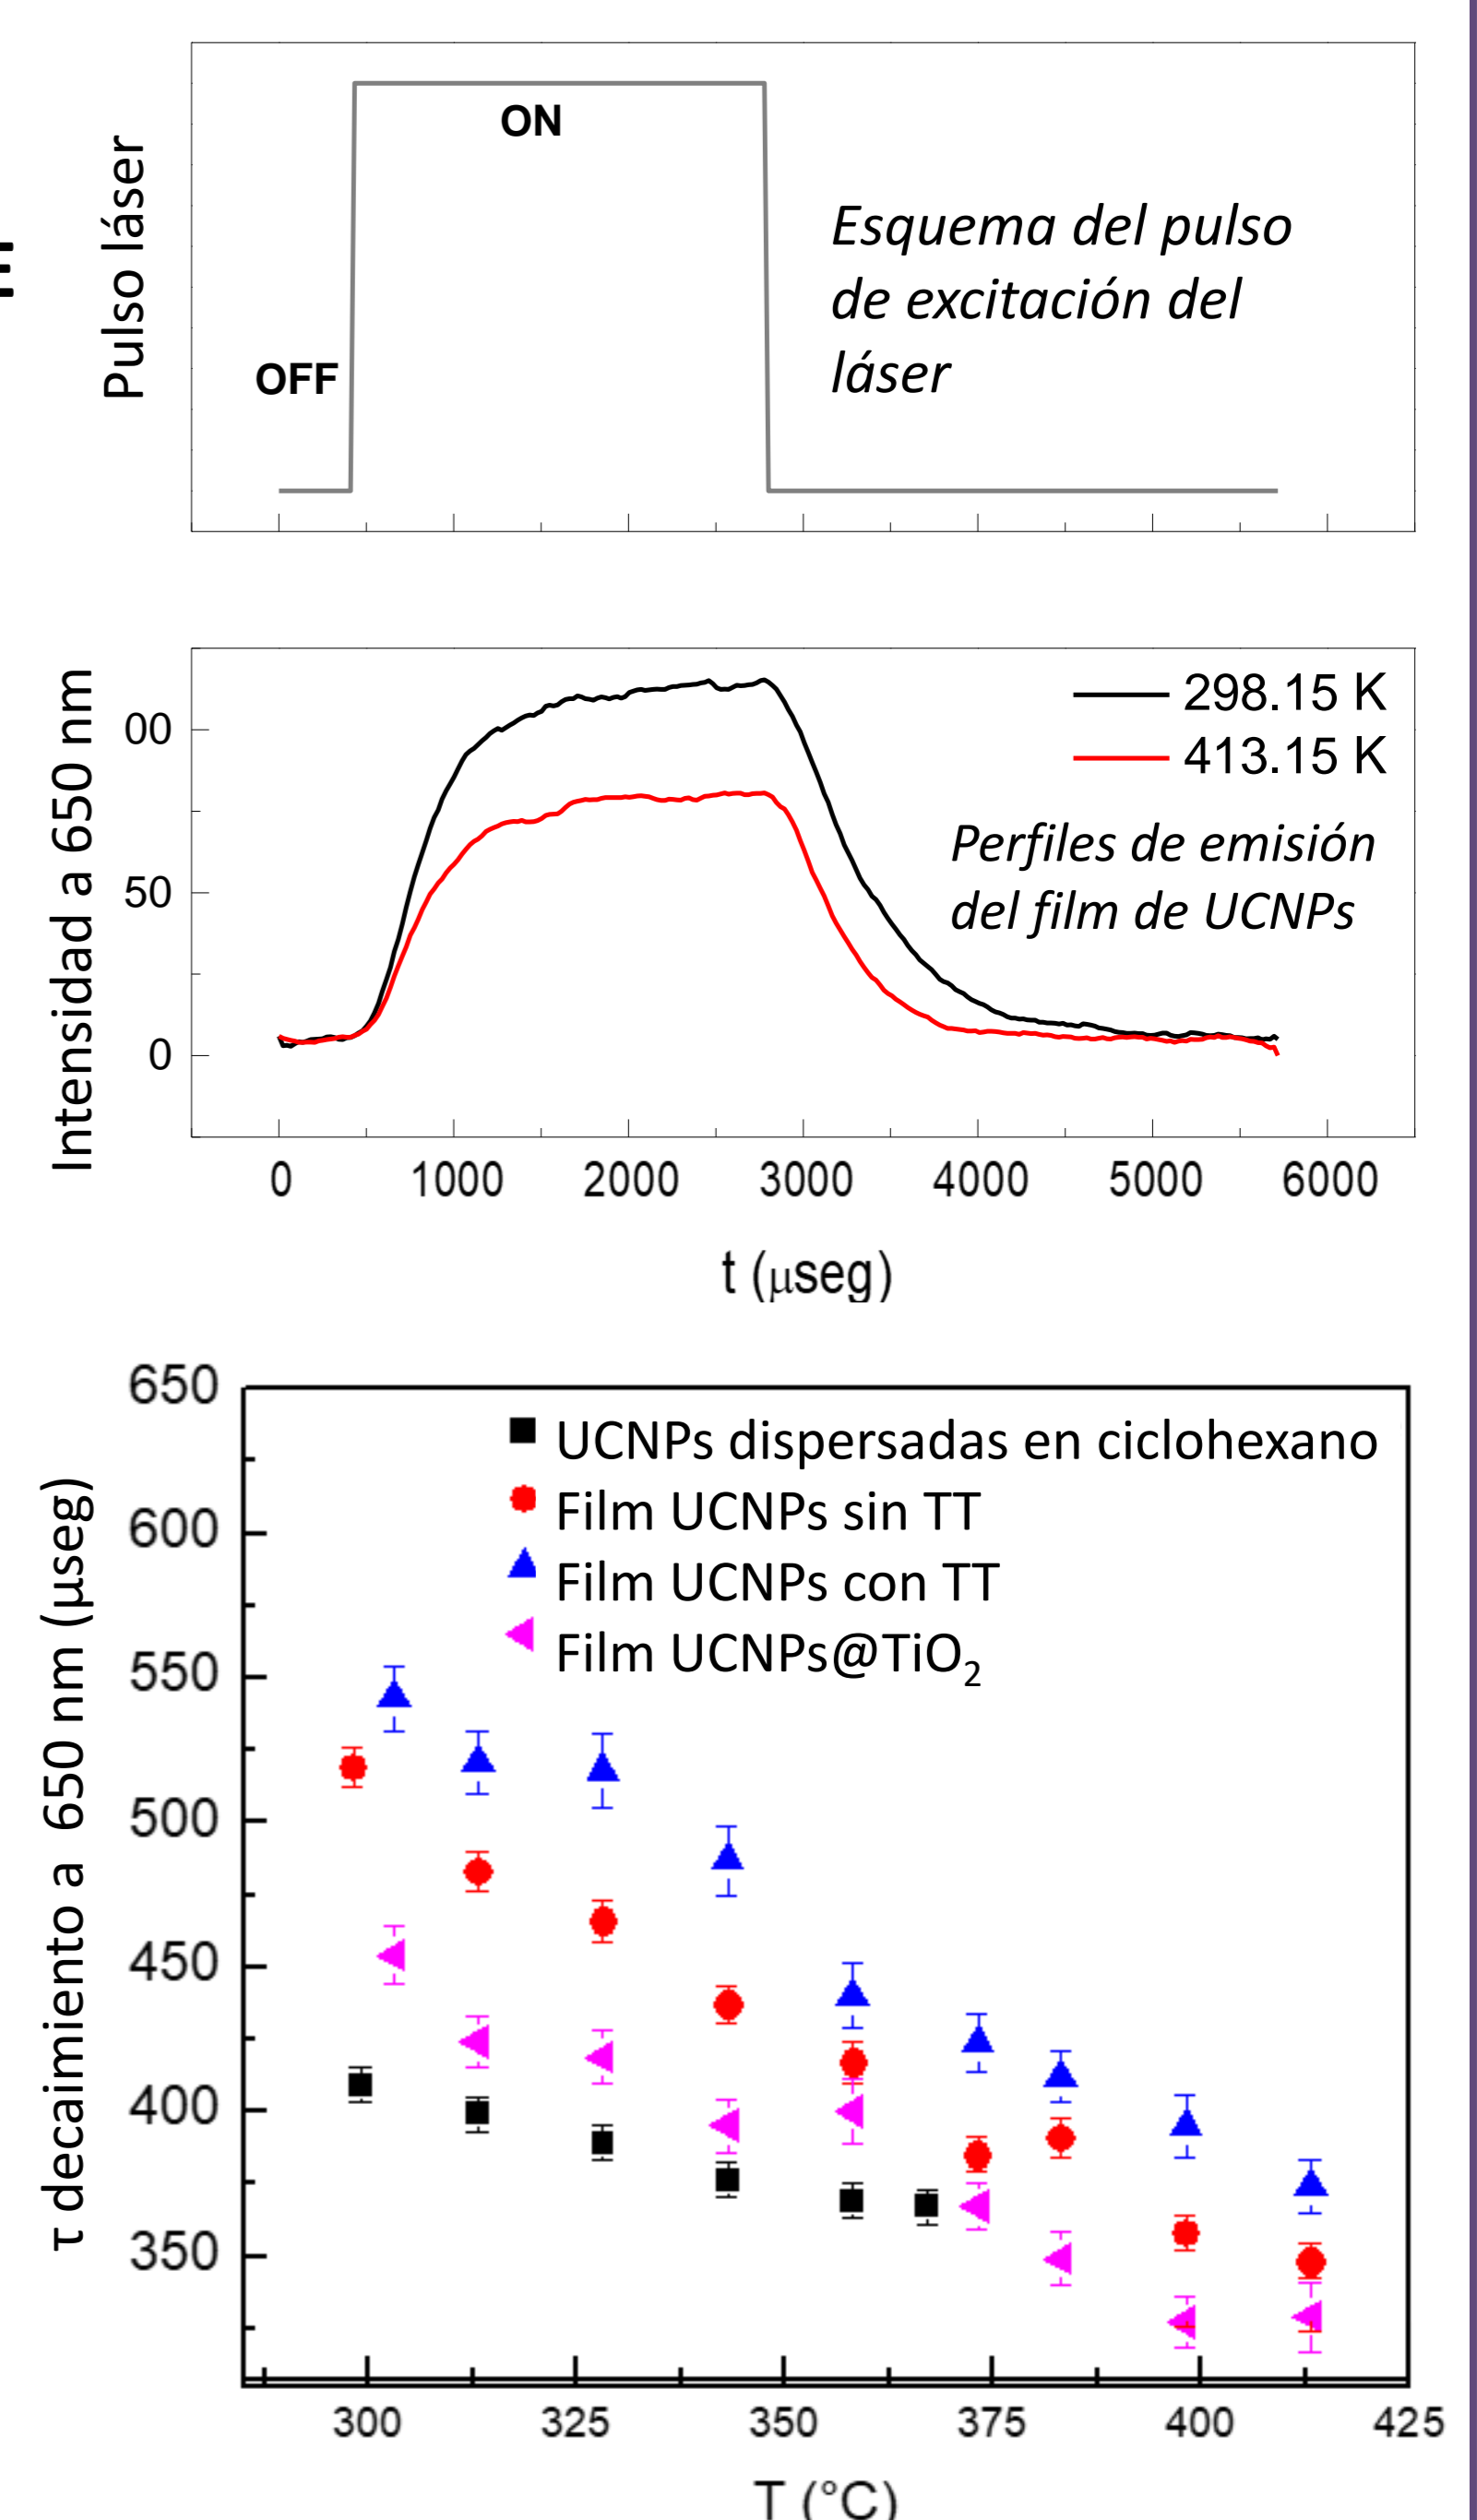 Pulso láser
ON
OFF
Esquema del pulso
de excitación del
láser
Intensidad a 650 nm
00
50
0
298.15 K
413.15 K
Perfiles de emisión
del film de UCNPs
0 1000 2000 3000 4000 5000 6000
t (µseg)
τ decaimiento a 650 nm (µseg)
650
600
550
500
450
400
350
UCNPs dispersadas en ciclohexano
Film UCNPs sin TT
Film UCNPs con TT
Film UCNPs@TiO₂
300 325 350 375 400 425
T (°C)